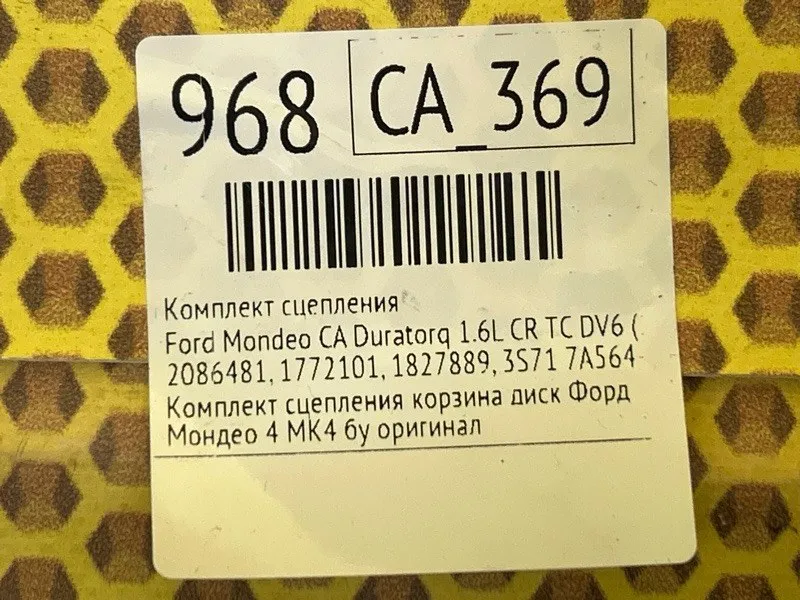 968 CA_369
Комплект сцепления
Ford Mondeo CA Duratorq 1.6L CR TC DV6 (
2086481, 1772101, 1827889, 3S71 7A564
Комплект сцепления корзина диск Форд
Мондео 4 МК4 бу оригинал